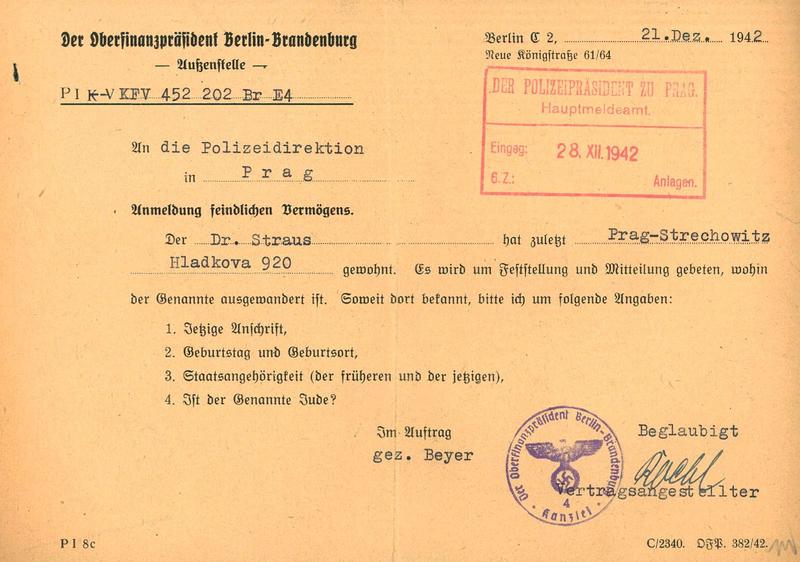 Der Oberfinanzpräsident Berlin-Brandenburg
— Außenstelle —
P I K-V KFV 452 202 Br E4
Berlin C 2, 21. Dez. 1942
Neue Königstraße 61/64
DER POLIZEIPRÄSIDENT ZU PRAG.
Hauptmeldeamt.
Eingeg: 28. XII. 1942
G.Z.: Anlagen.
An die Polizeidirektion
in Prag
Anmeldung feindlichen Vermögens.
Der Dr. Straus hat zuletzt Prag-Strechowitz
Hladkova 920 gewohnt. Es wird um Feststellung und Mitteilung gebeten, wohin
der Genannte ausgewandert ist. Soweit dort bekannt, bitte ich um folgende Angaben:
1. Jetzige Anschrift,
2. Geburtstag und Geburtsort,
3. Staatsangehörigkeit (der früheren und der jetzigen),
4. Ist der Genannte Jude?
Im Auftrag
gez. Beyer
Der Oberfinanzpräsident Berlin-Brandenburg
4
Kanzlei
Beglaubigt
Vertragsangestellter
P I 8c
C/2340. OFP. 382/42.